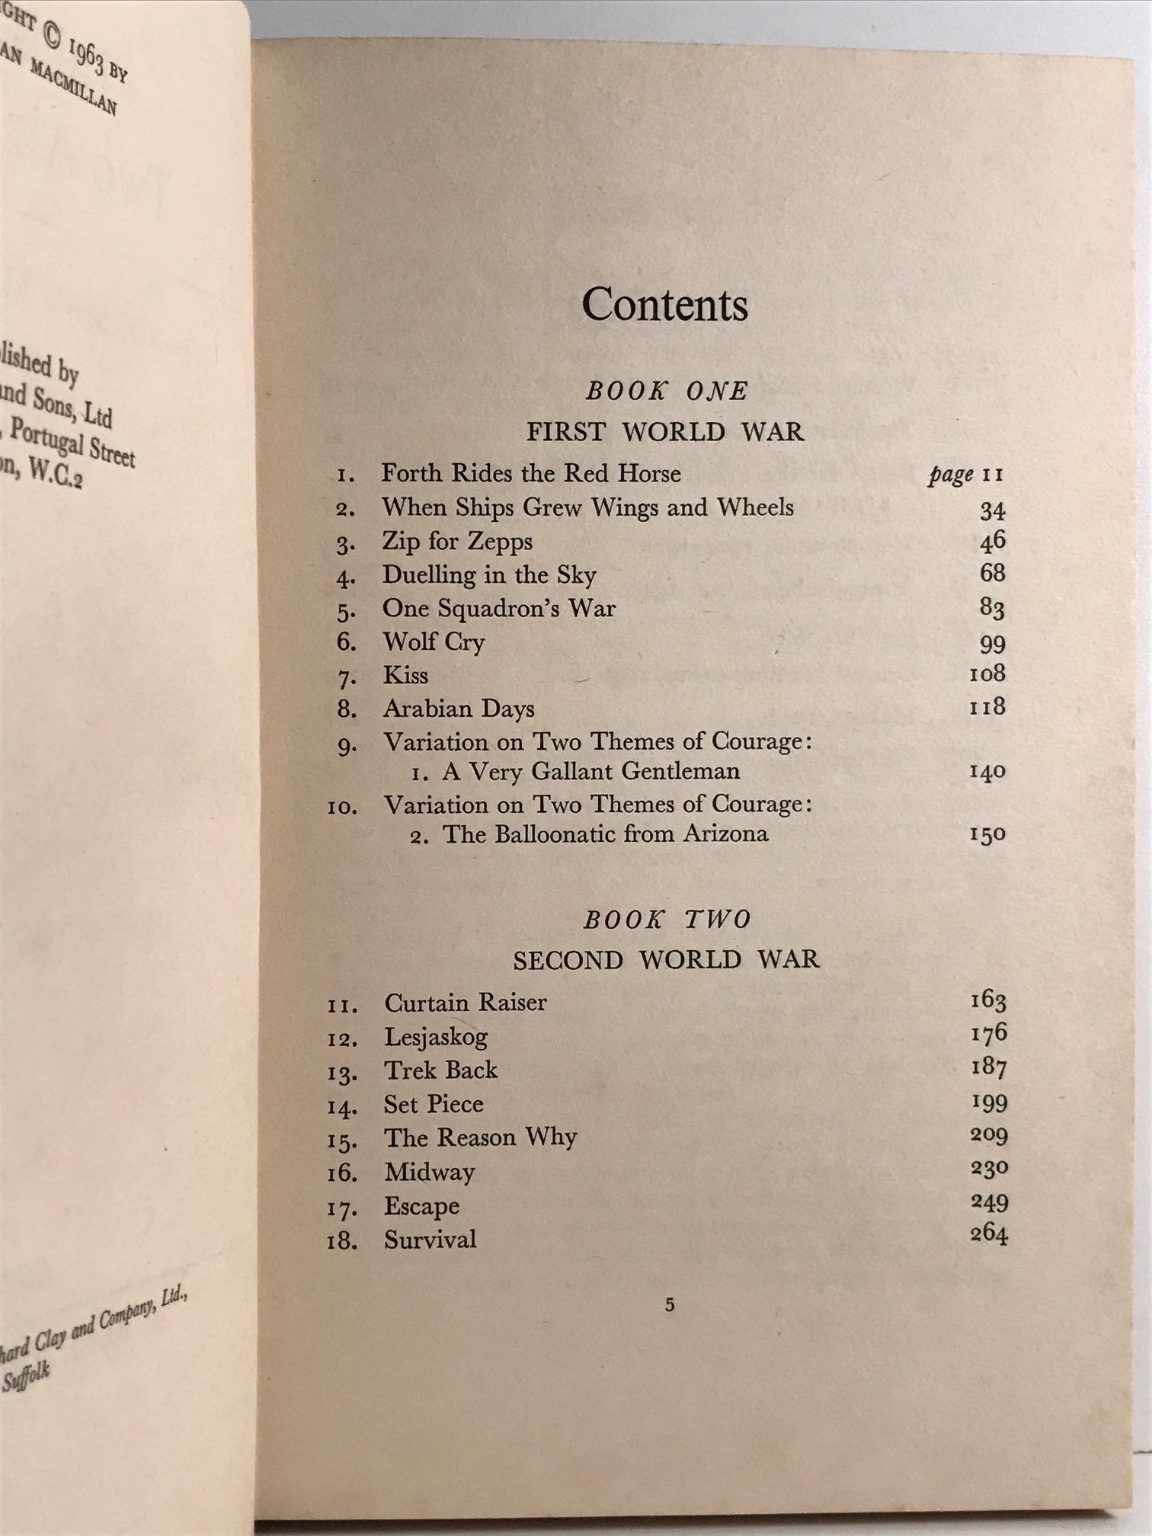 © 1963 BY
MACMILLAN
by
Sons, Ltd
Portugal Street
W.C.2
Clay and Company, Ltd.,
Suffolk
Contents
BOOK ONE
FIRST WORLD WAR
1. Forth Rides the Red Horse page 11
2. When Ships Grew Wings and Wheels 34
3. Zip for Zepps 46
4. Duelling in the Sky 68
5. One Squadron's War 83
6. Wolf Cry 99
7. Kiss 108
8. Arabian Days 118
9. Variation on Two Themes of Courage:
1. A Very Gallant Gentleman 140
10. Variation on Two Themes of Courage:
2. The Balloonatic from Arizona 150
BOOK TWO
SECOND WORLD WAR
11. Curtain Raiser 163
12. Lesjaskog 176
13. Trek Back 187
14. Set Piece 199
15. The Reason Why 209
16. Midway 230
17. Escape 249
18. Survival 264
5